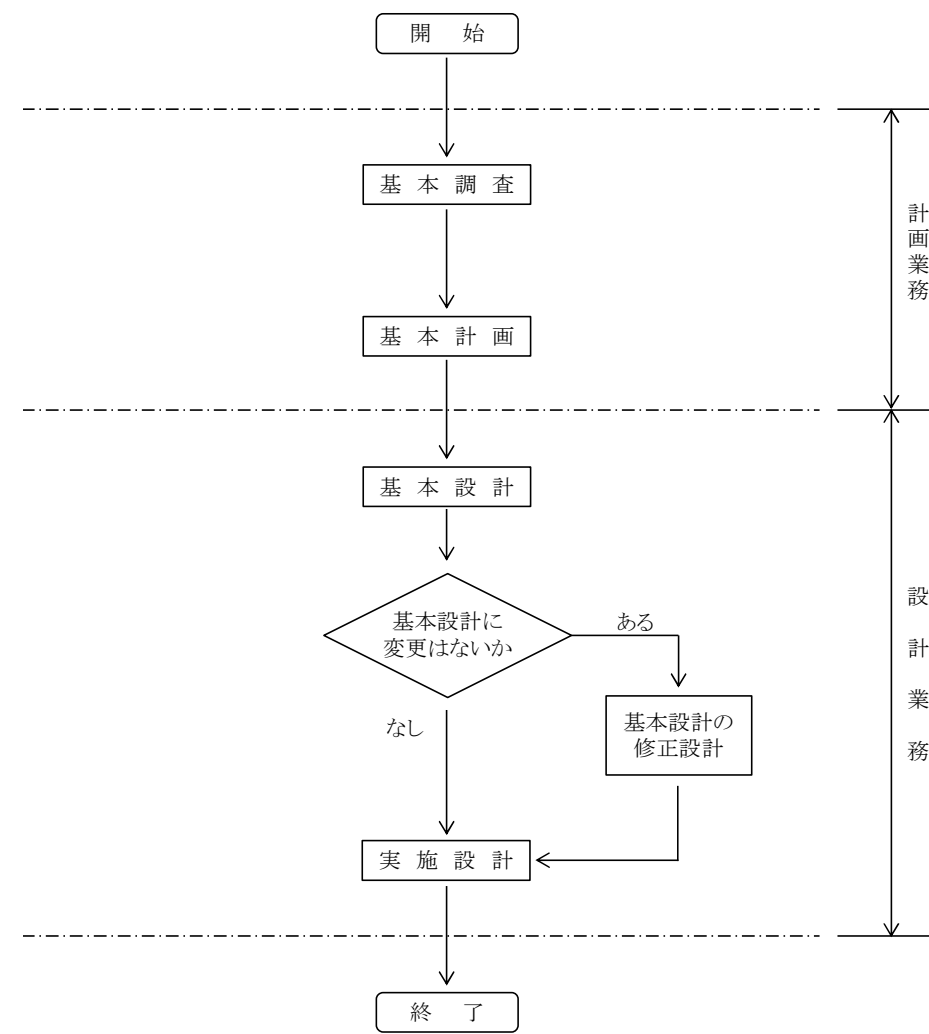 開始
基本調査
計画業務
基本計画
基本設計
基本設計に
変更はないか
ある
設計業務
なし
基本設計の
修正設計
実施設計
終了